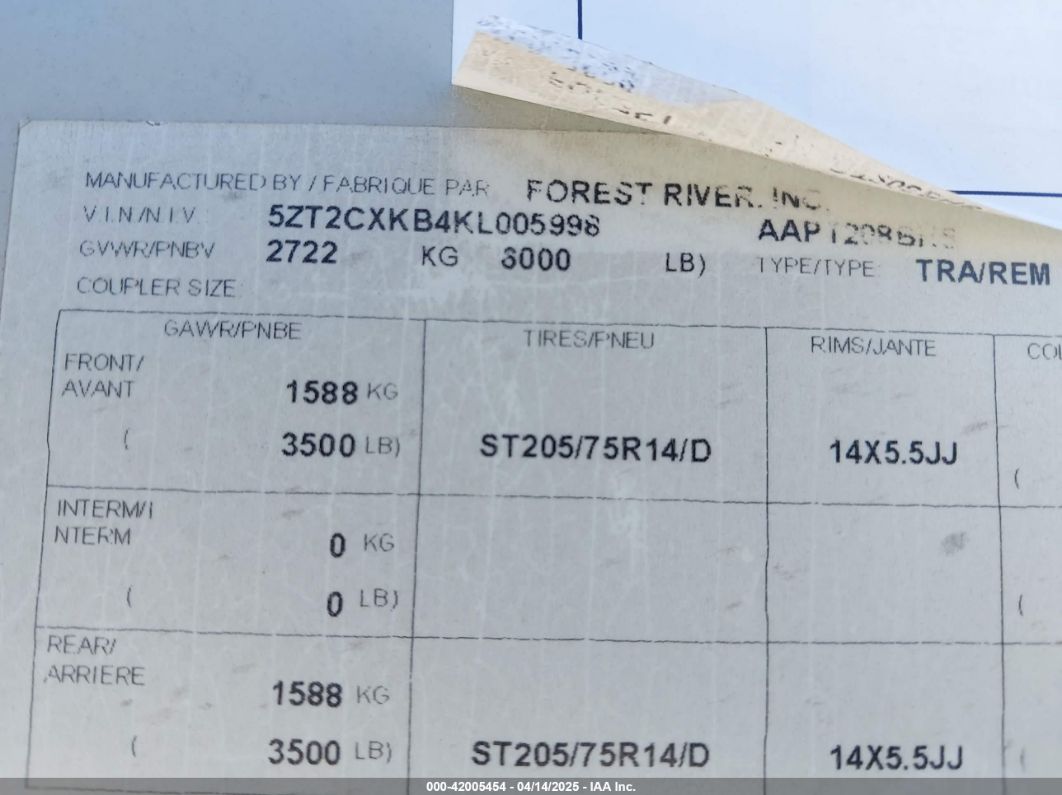 MANUFACTURED BY / FABRIQUE PAR FOREST RIVER, INC.
V.I.N./N.I.V. 5ZT2CXKB4KL005998
GVWR/PNBV 2722 KG 6000 LB) TYPE/TYPE: TRA/REM
COUPLER SIZE:
GAWR/PNBE TIRES/PNEU RIMS/JANTE
FRONT/
AVANT 1588 KG
( 3500 LB) ST205/75R14/D 14X5.5JJ (
INTERM/I
NTERM 0 KG
( 0 LB) (
REAR/
ARRIERE 1588 KG
( 3500 LB) ST205/75R14/D 14X5.5JJ (
000-42005454 - 04/14/2025 - IAA Inc.